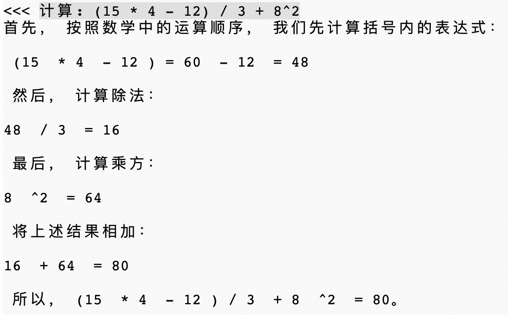 <<< 计算：(15 * 4 - 12) / 3 + 8^2
首先， 按照数学中的运算顺序， 我们先计算括号内的表达式：
(15 * 4 - 12 ) = 60 - 12 = 48
然后， 计算除法：
48 / 3 = 16
最后， 计算乘方：
8 ^2 = 64
将上述结果相加：
16 + 64 = 80
所以， (15 * 4 - 12 ) / 3 + 8 ^2 = 80。